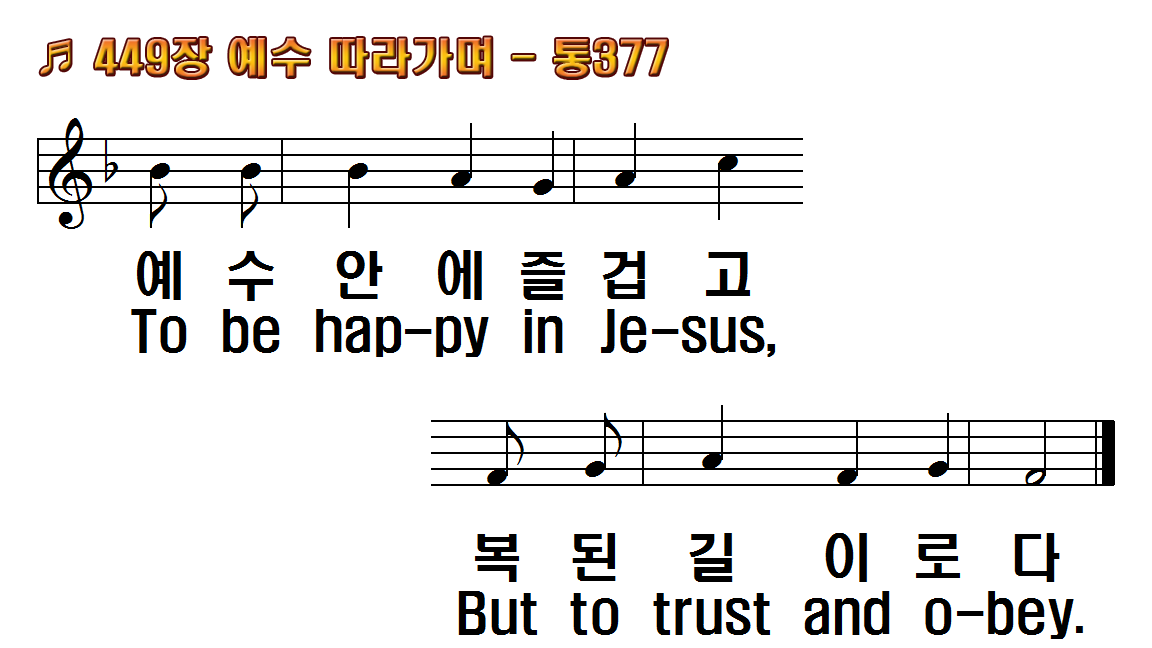 ♬ 449장 예수 따라가며 - 통377
예 수 안 에 즐 겁 고
To be hap-py in Je-sus,
복 된 길 이 로 다
But to trust and o-bey.